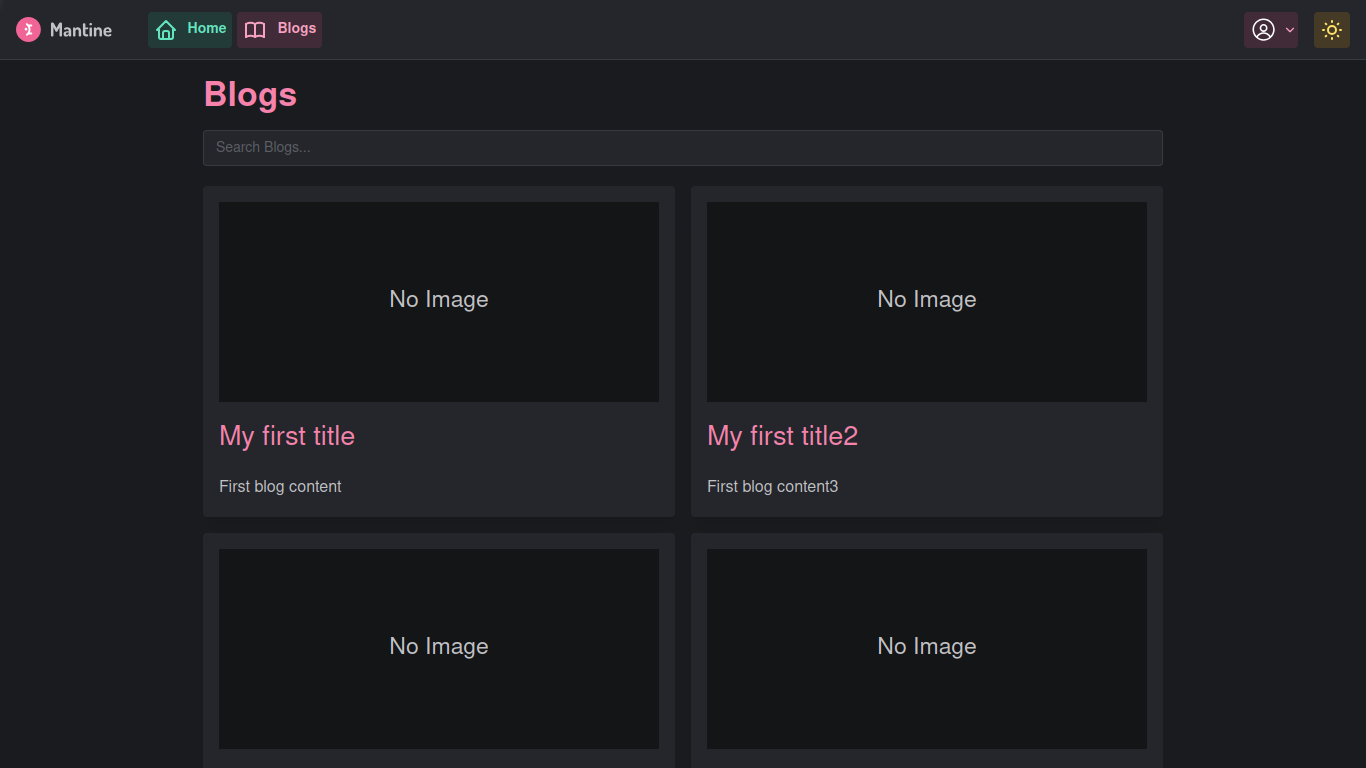 Mantine
Home
Blogs
Blogs
Search Blogs...
No Image
No Image
My first title
My first title2
First blog content
First blog content3
No Image
No Image